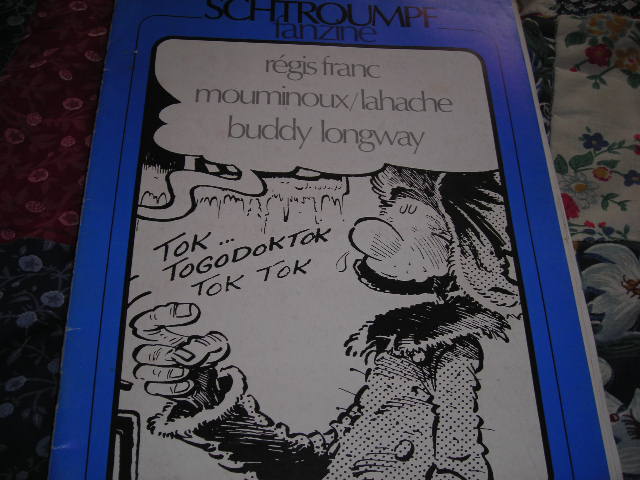 SCHTROUMPF
fanzine
régis franc
mouminoux/lahache
buddy longway
TOK...
TOGODOKTOK
TOK TOK